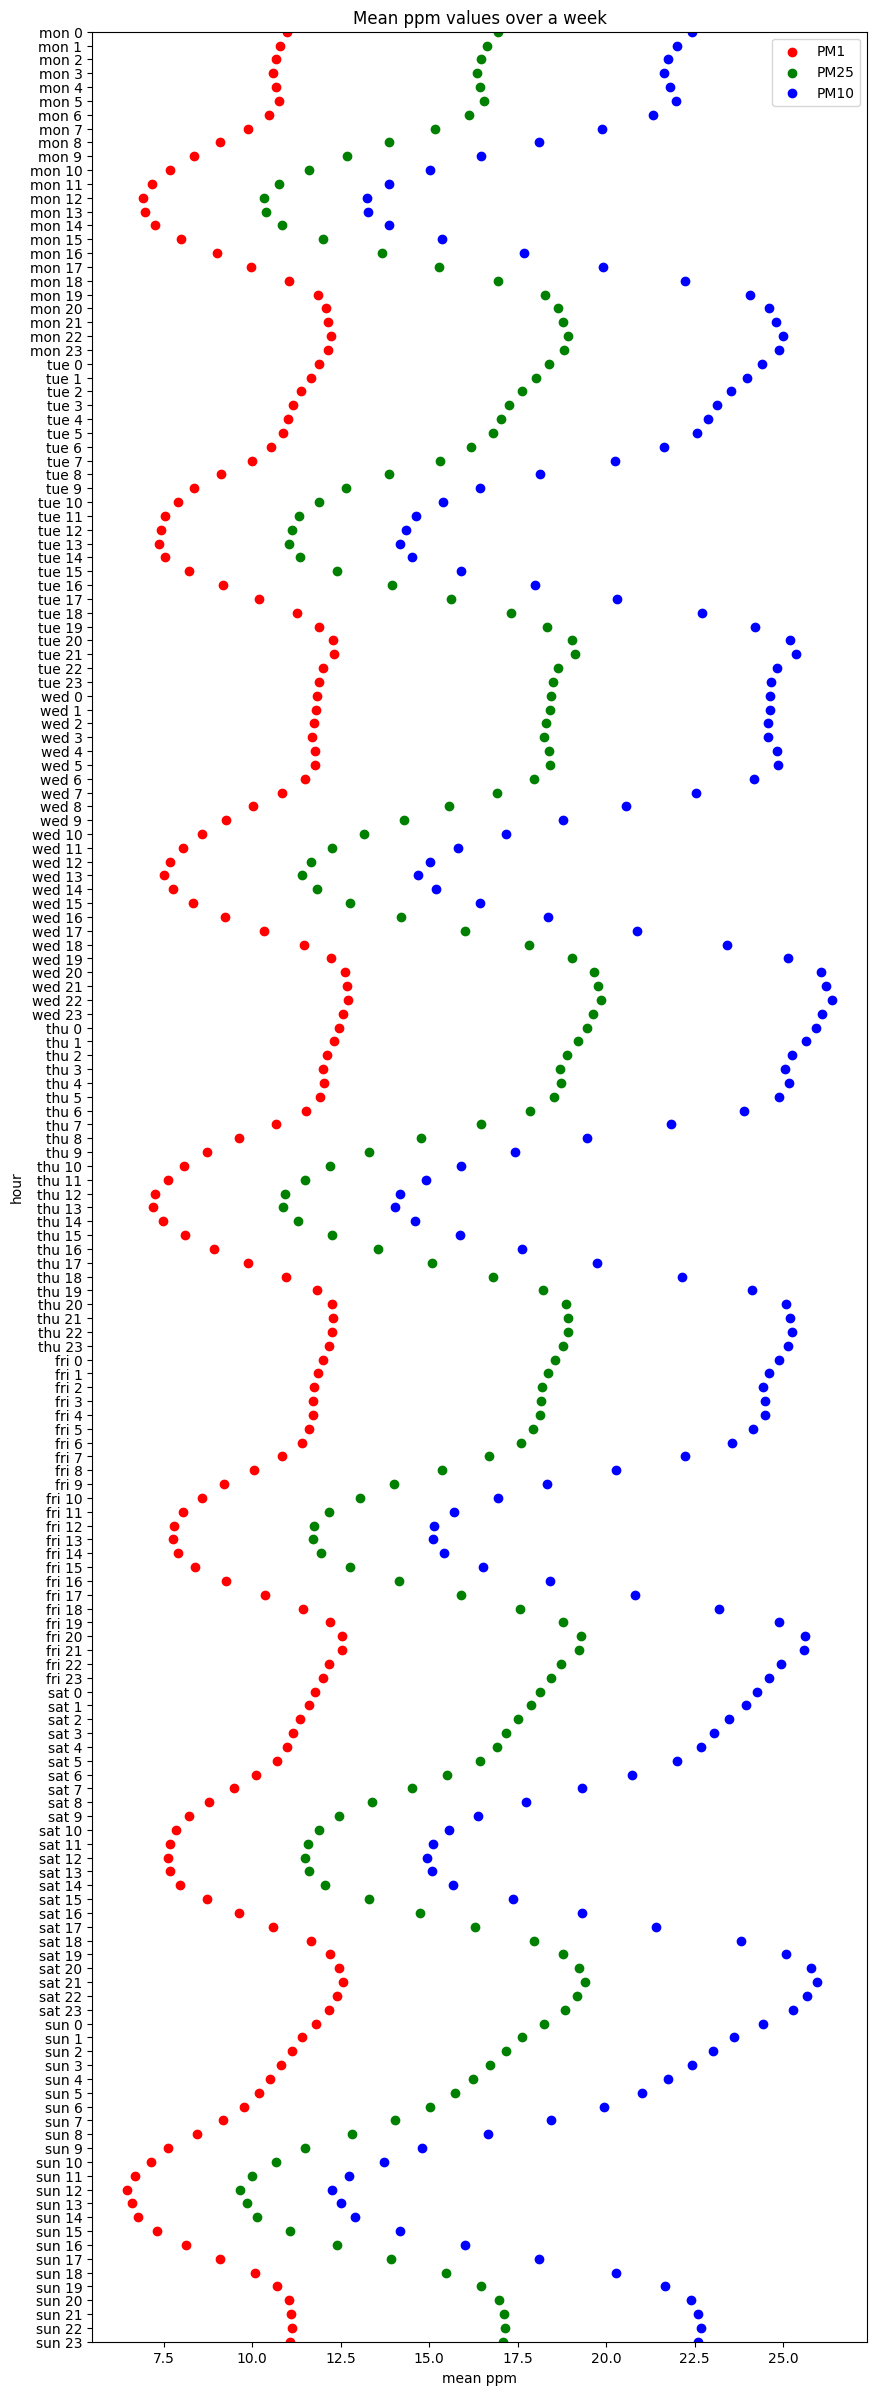 Mean ppm values over a week
PM1
PM25
PM10
mon 0
mon 1
mon 2
mon 3
mon 4
mon 5
mon 6
mon 7
mon 8
mon 9
mon 10
mon 11
mon 12
mon 13
mon 14
mon 15
mon 16
mon 17
mon 18
mon 19
mon 20
mon 21
mon 22
mon 23
tue 0
tue 1
tue 2
tue 3
tue 4
tue 5
tue 6
tue 7
tue 8
tue 9
tue 10
tue 11
tue 12
tue 13
tue 14
tue 15
tue 16
tue 17
tue 18
tue 19
tue 20
tue 21
tue 22
tue 23
wed 0
wed 1
wed 2
wed 3
wed 4
wed 5
wed 6
wed 7
wed 8
wed 9
wed 10
wed 11
wed 12
wed 13
wed 14
wed 15
wed 16
wed 17
wed 18
wed 19
wed 20
wed 21
wed 22
wed 23
thu 0
thu 1
thu 2
thu 3
thu 4
thu 5
thu 6
thu 7
thu 8
thu 9
thu 10
thu 11
thu 12
thu 13
thu 14
thu 15
thu 16
thu 17
thu 18
thu 19
thu 20
thu 21
thu 22
thu 23
fri 0
fri 1
fri 2
fri 3
fri 4
fri 5
fri 6
fri 7
fri 8
fri 9
fri 10
fri 11
fri 12
fri 13
fri 14
fri 15
fri 16
fri 17
fri 18
fri 19
fri 20
fri 21
fri 22
fri 23
sat 0
sat 1
sat 2
sat 3
sat 4
sat 5
sat 6
sat 7
sat 8
sat 9
sat 10
sat 11
sat 12
sat 13
sat 14
sat 15
sat 16
sat 17
sat 18
sat 19
sat 20
sat 21
sat 22
sat 23
sun 0
sun 1
sun 2
sun 3
sun 4
sun 5
sun 6
sun 7
sun 8
sun 9
sun 10
sun 11
sun 12
sun 13
sun 14
sun 15
sun 16
sun 17
sun 18
sun 19
sun 20
sun 21
sun 22
sun 23
hour
7.5 10.0 12.5 15.0 17.5 20.0 22.5 25.0
mean ppm